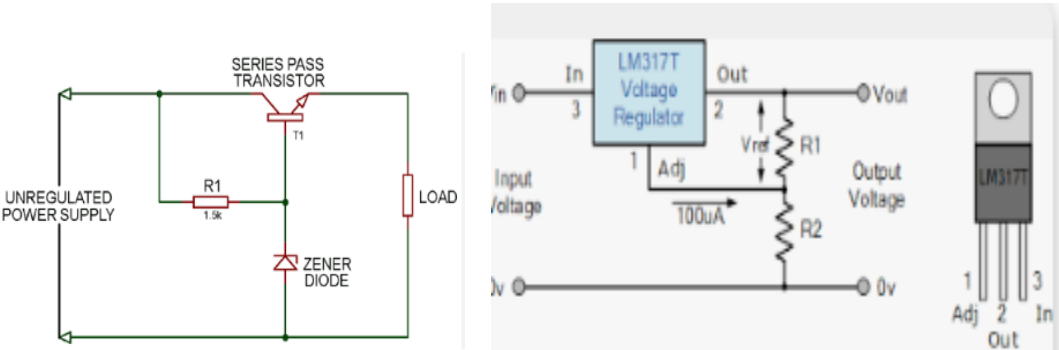 SERIES PASS
TRANSISTOR
T1
R1
1.5k
UNREGULATED
POWER SUPPLY
LOAD
ZENER
DIODE
LM317T
Voltage
Regulator
In
3
Out
2
Vin
Vout
1
Adj
Vref
R1
Input
Voltage
Output
Voltage
100uA
R2
0v
0v
LM317T
1
3
Adj
2
In
Out